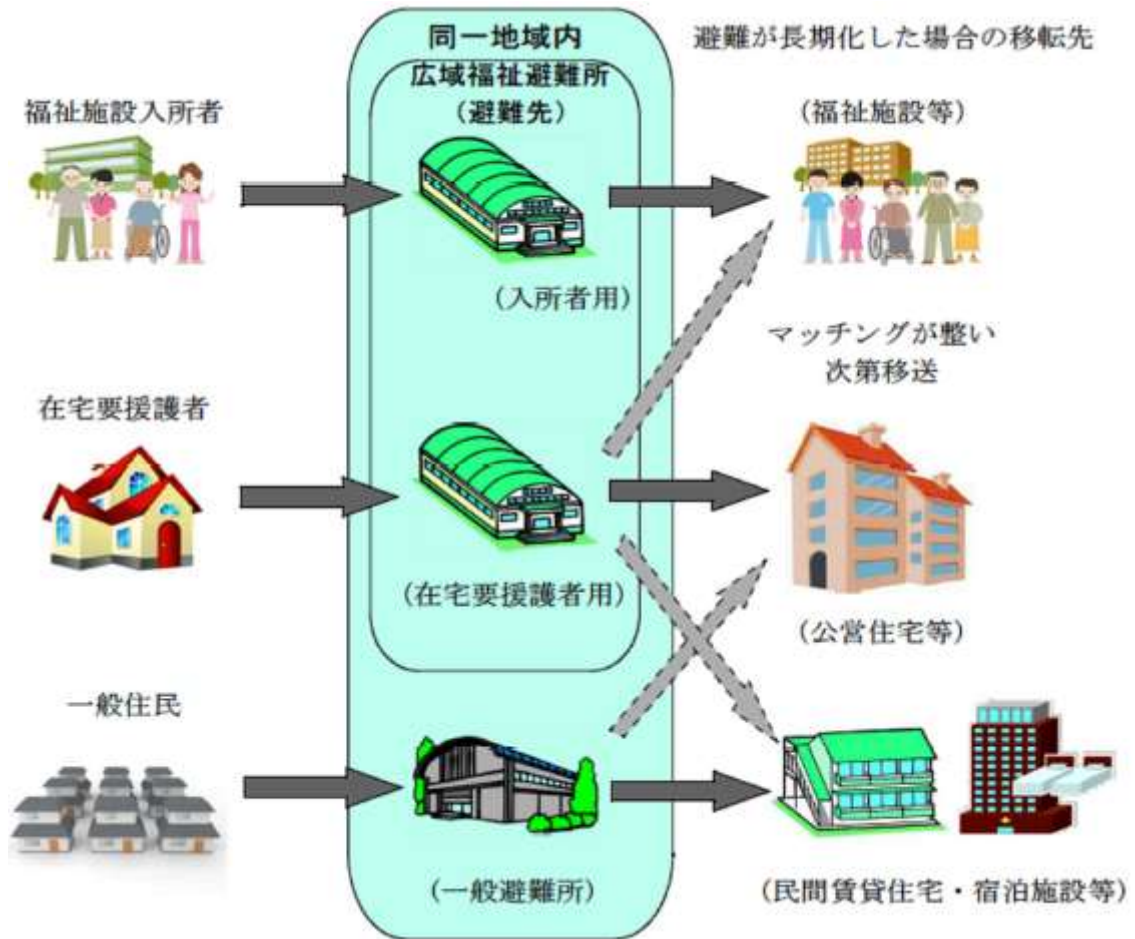 同一地域内
広域福祉避難所
(避難先)
避難が長期化した場合の移転先
福祉施設入所者
(福祉施設等)
(入所者用)
マッチングが整い
次第移送
在宅要援護者
(在宅要援護者用)
(公営住宅等)
一般住民
(一般避難所)
(民間賃貸住宅・宿泊施設等)